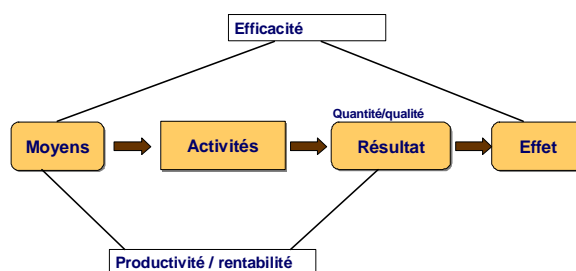 Efficacité
Quantité/qualité
Moyens
Activités
Résultat
Effet
Productivité / rentabilité